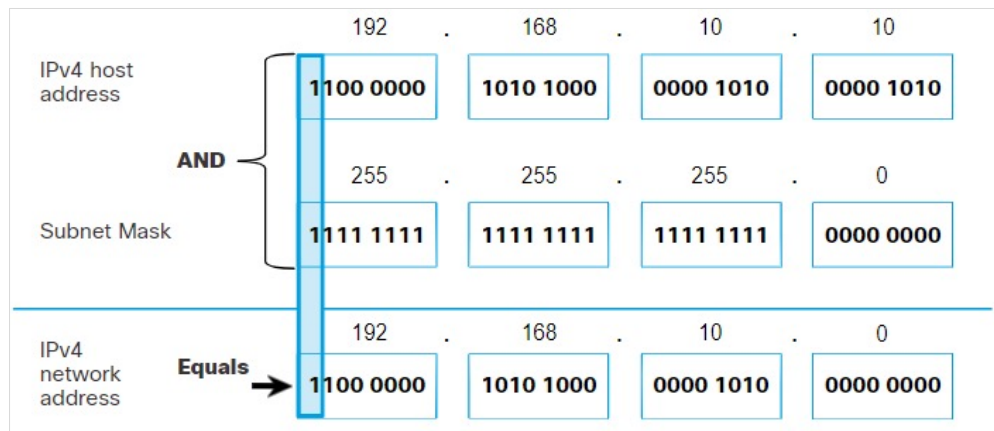 192 . 168 . 10 . 10
IPv4 host
address
1100 0000 1010 1000 0000 1010 0000 1010
AND
255 . 255 . 255 . 0
Subnet Mask
1111 1111 1111 1111 1111 1111 0000 0000
192 . 168 . 10 . 0
IPv4
network
address
Equals
1100 0000 1010 1000 0000 1010 0000 0000